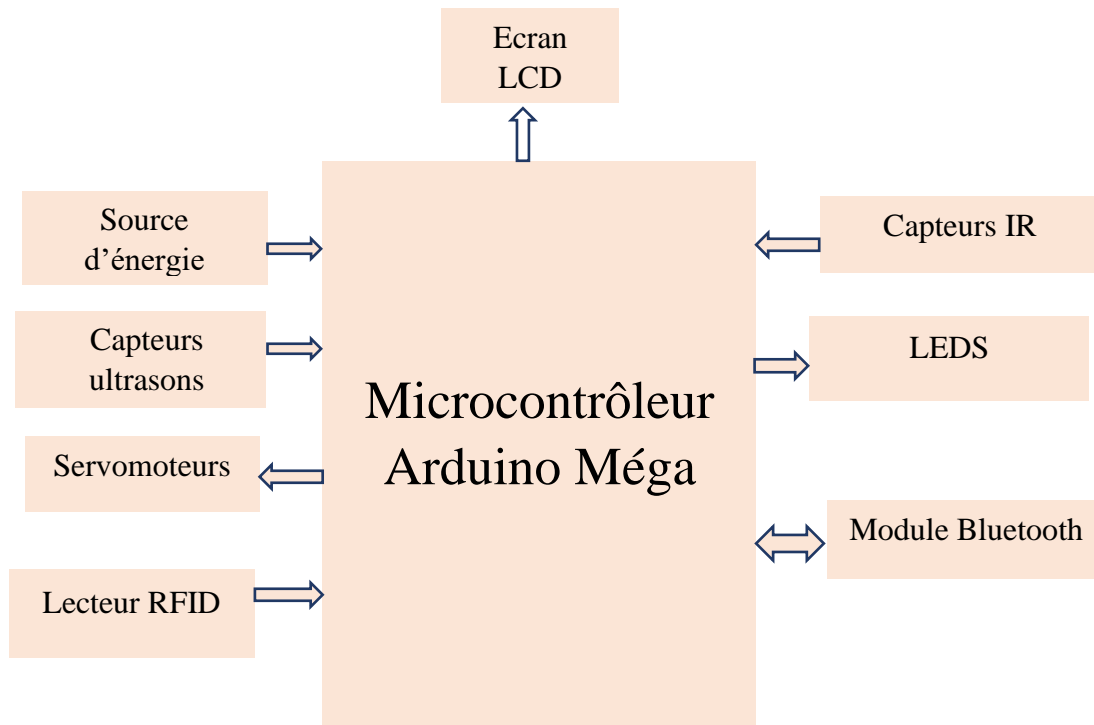 Ecran
LCD
Source
d’énergie
Capteurs IR
Capteurs
ultrasons
LEDS
Microcontrôleur
Arduino Méga
Servomoteurs
Module Bluetooth
Lecteur RFID